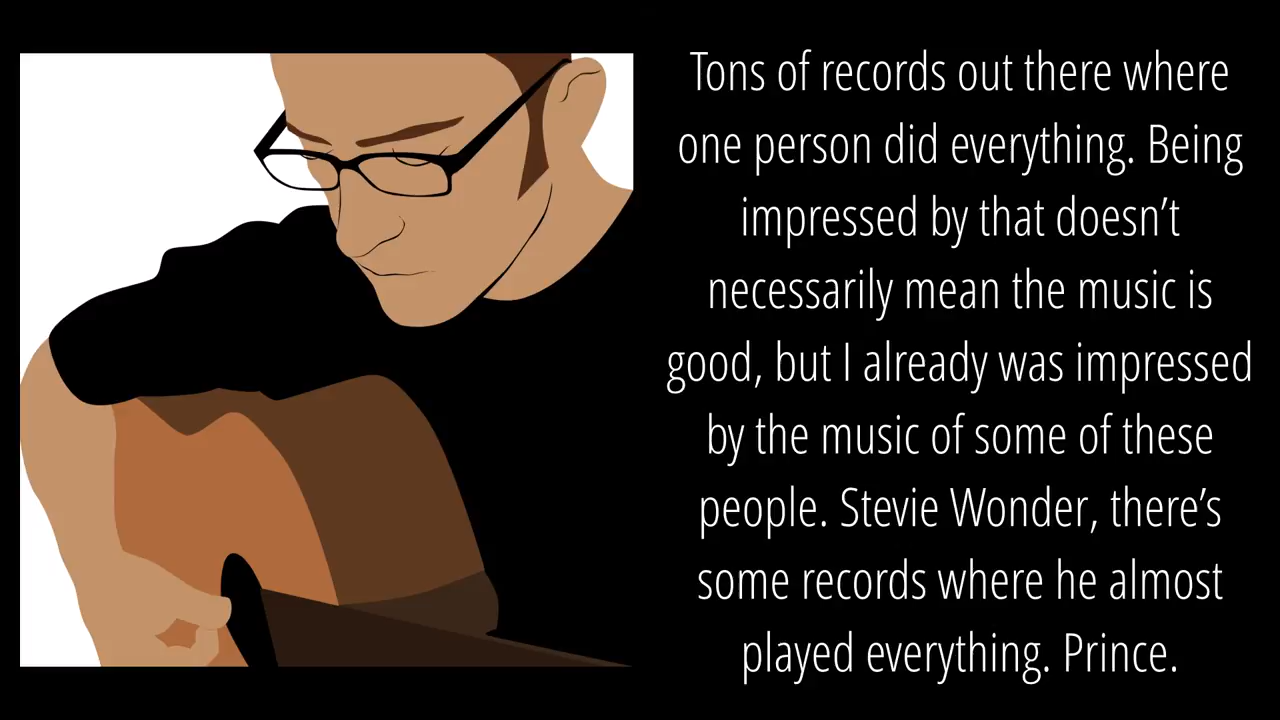 Tons of records out there where
one person did everything. Being
impressed by that doesn’t
necessarily mean the music is
good, but I already was impressed
by the music of some of these
people. Stevie Wonder, there’s
some records where he almost
played everything. Prince.